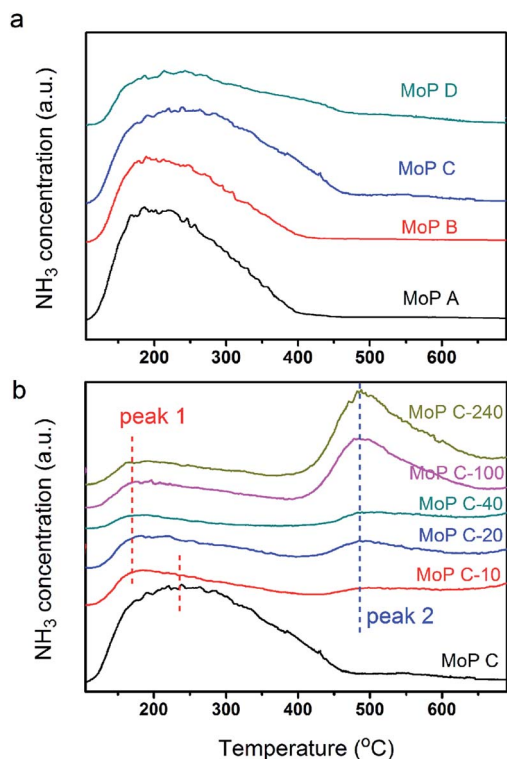 a
NH3 concentration (a.u.)
MoP D
MoP C
MoP B
MoP A
200 300 400 500 600
b
NH3 concentration (a.u.)
peak 1
MoP C-240
MoP C-100
MoP C-40
MoP C-20
MoP C-10
peak 2
MoP C
200 300 400 500 600
Temperature (oC)